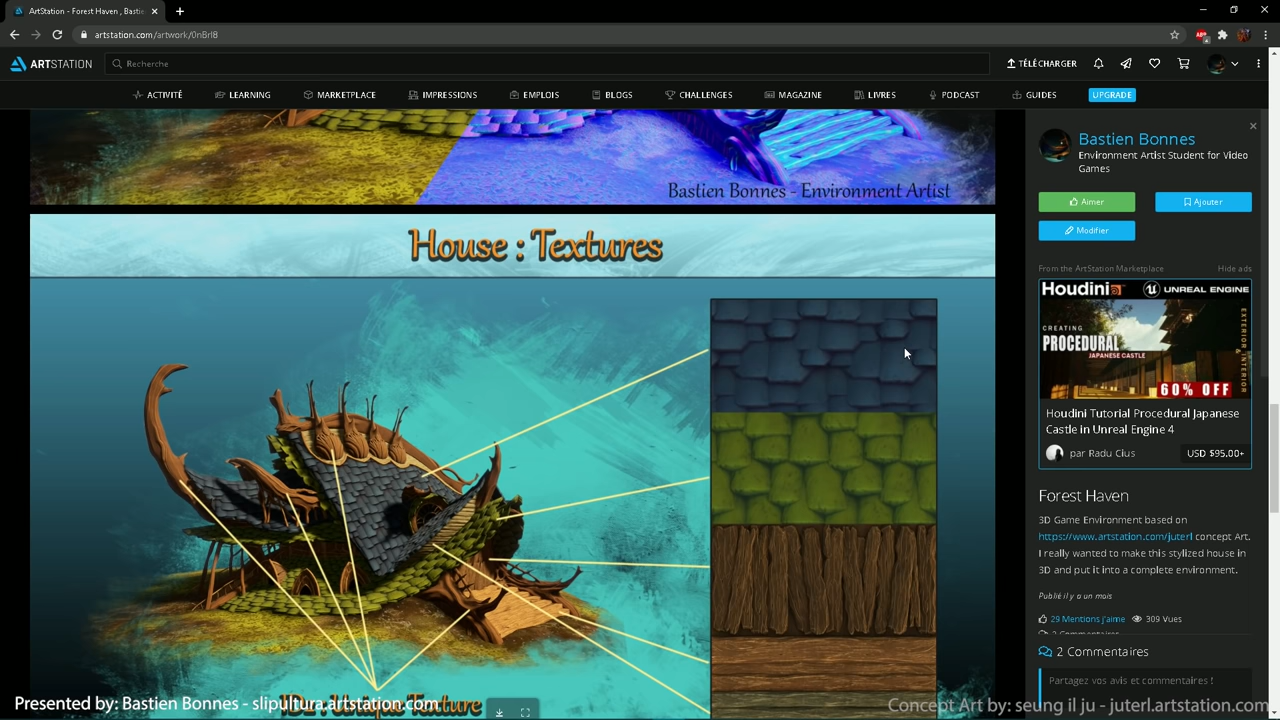 ArtStation - Forest Haven , Bastie
artstation.com/artwork/0nBrl8
ARTSTATION
Recherche
TÉLÉCHARGER
ACTIVITÉ
LEARNING
MARKETPLACE
IMPRESSIONS
EMPLOIS
BLOGS
CHALLENGES
MAGAZINE
LIVRES
PODCAST
GUIDES
UPGRADE
Bastien Bonnes - Environment Artist
House : Textures
Bastien Bonnes
Environment Artist Student for Video
Games
Aimer
Ajouter
Modifier
From the ArtStation Marketplace
Hide ads
Houdini
UNREAL ENGINE
CREATING
PROCEDURAL
JAPANESE CASTLE
EXTERIOR & INTERIOR
60% OFF
Houdini Tutorial Procedural Japanese
Castle in Unreal Engine 4
par Radu Cius
USD $95.00+
Forest Haven
3D Game Environment based on
https://www.artstation.com/juterl concept Art.
I really wanted to make this stylized house in
3D and put it into a complete environment.
Publié il y a un mois
29 Mentions j'aime
309 Vues
2 Commentaires
2 Commentaires
Partagez vos avis et commentaires !
Unique Texture
Presented by: Bastien Bonnes - slipultura.artstation.com
Concept Art by: seung il ju - juterl.artstation.com